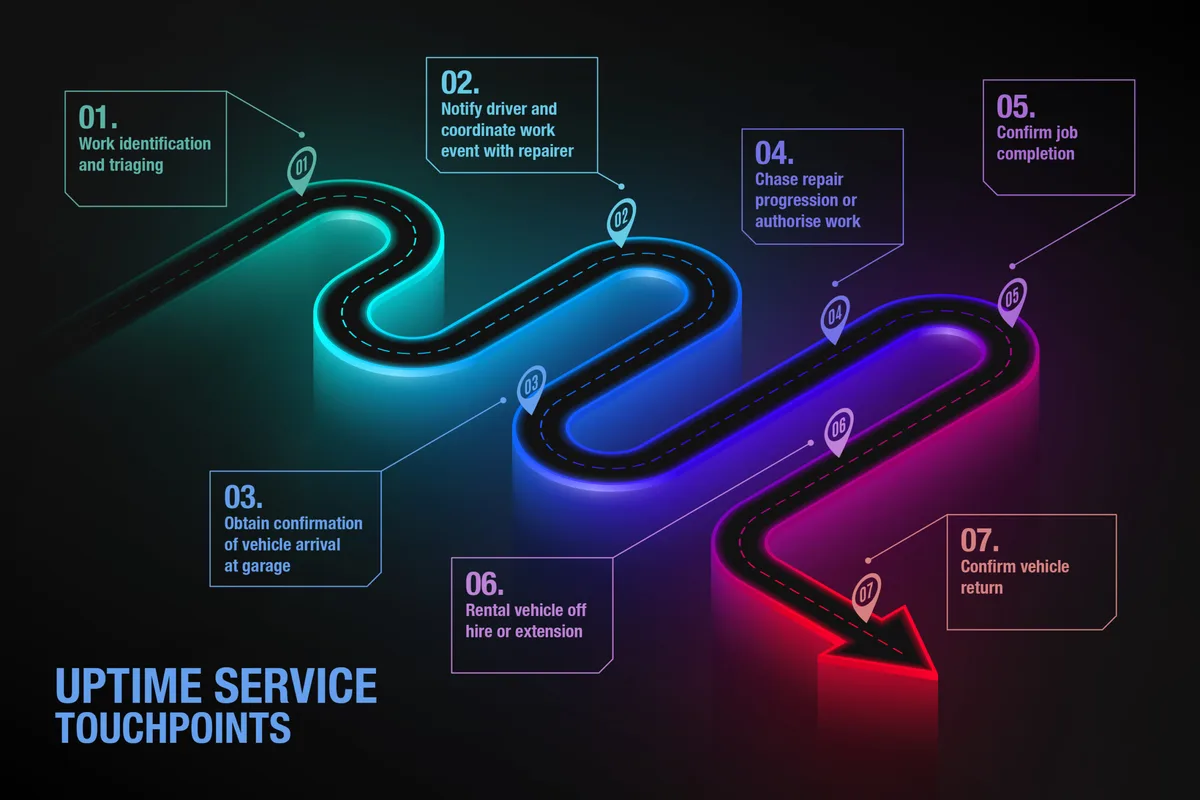 01.
Work identification
and triaging
01
02.
Notify driver and
coordinate work
event with repairer
02
03.
Obtain confirmation
of vehicle arrival
at garage
03
04.
Chase repair
progression or
authorise work
04
05.
Confirm job
completion
05
06.
Rental vehicle off
hire or extension
06
07.
Confirm vehicle
return
07
UPTIME SERVICE
TOUCHPOINTS